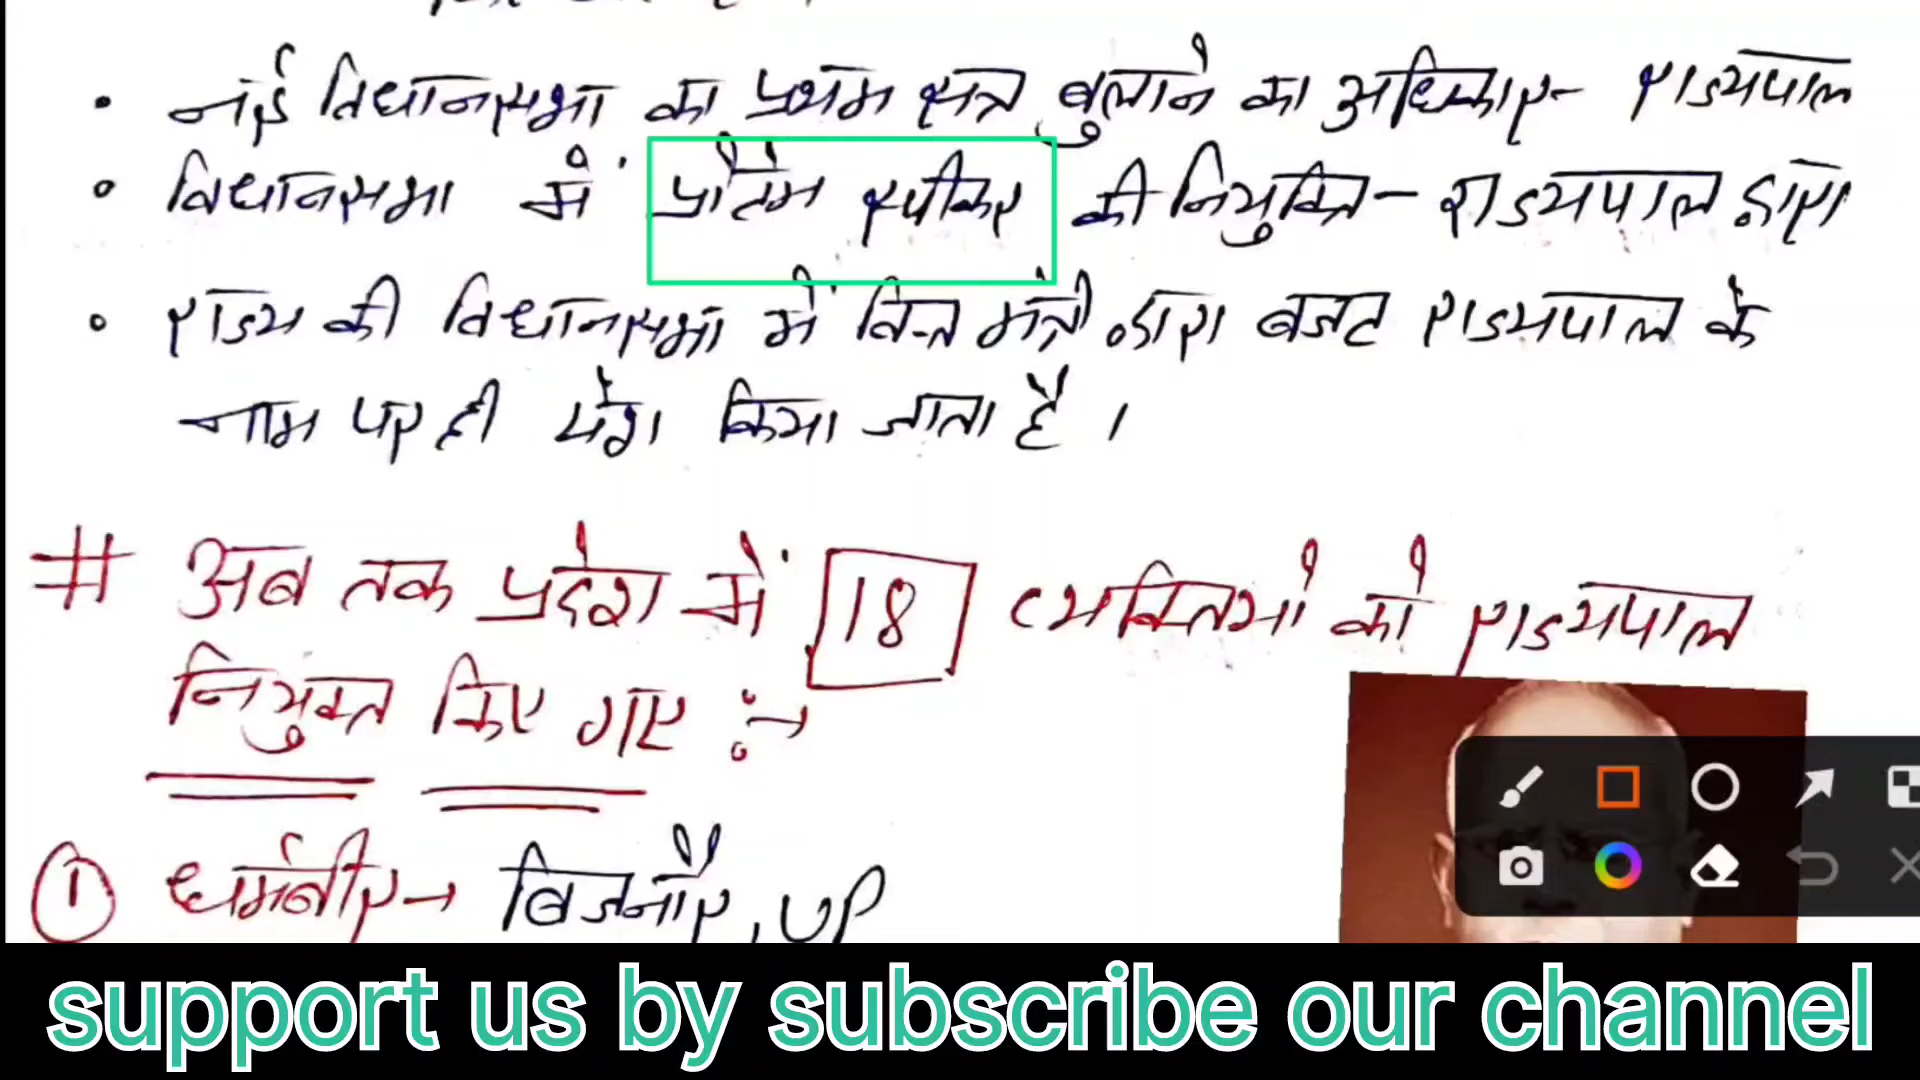 • नई विधानसभा का प्रथम सत्र बुलाने का अधिकार- राज्यपाल
• विधानसभा में प्रोटेम स्पीकर की नियुक्ति - राज्यपाल द्वारा
• राज्य की विधानसभा में वित्त मंत्री द्वारा बजट राज्यपाल के
नाम पर ही पेश किया जाता है।
# अब तक प्रदेश में 18 व्यक्तियों को राज्यपाल
नियुक्त किए गए :→
① धर्मवीर → बिजनौर, UP
support us by subscribe our channel